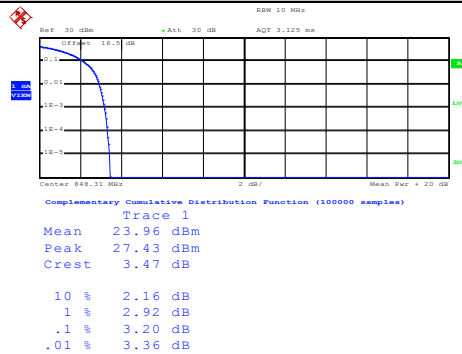 RBW 10 MHz
Ref 30 dBm Att 30 dB AQT 3.125 ms
Offset 16.5 dB
0.1
0.01
1E-3
1E-4
1E-5
1 SA
VIEW
A
LV
3D
Center 848.31 MHz 2 dB/ Mean Pwr + 20 dB
Complementary Cumulative Distribution Function (100000 samples)
Trace 1
Mean 23.96 dBm
Peak 27.43 dBm
Crest 3.47 dB
10 % 2.16 dB
1 % 2.92 dB
.1 % 3.20 dB
.01 % 3.36 dB